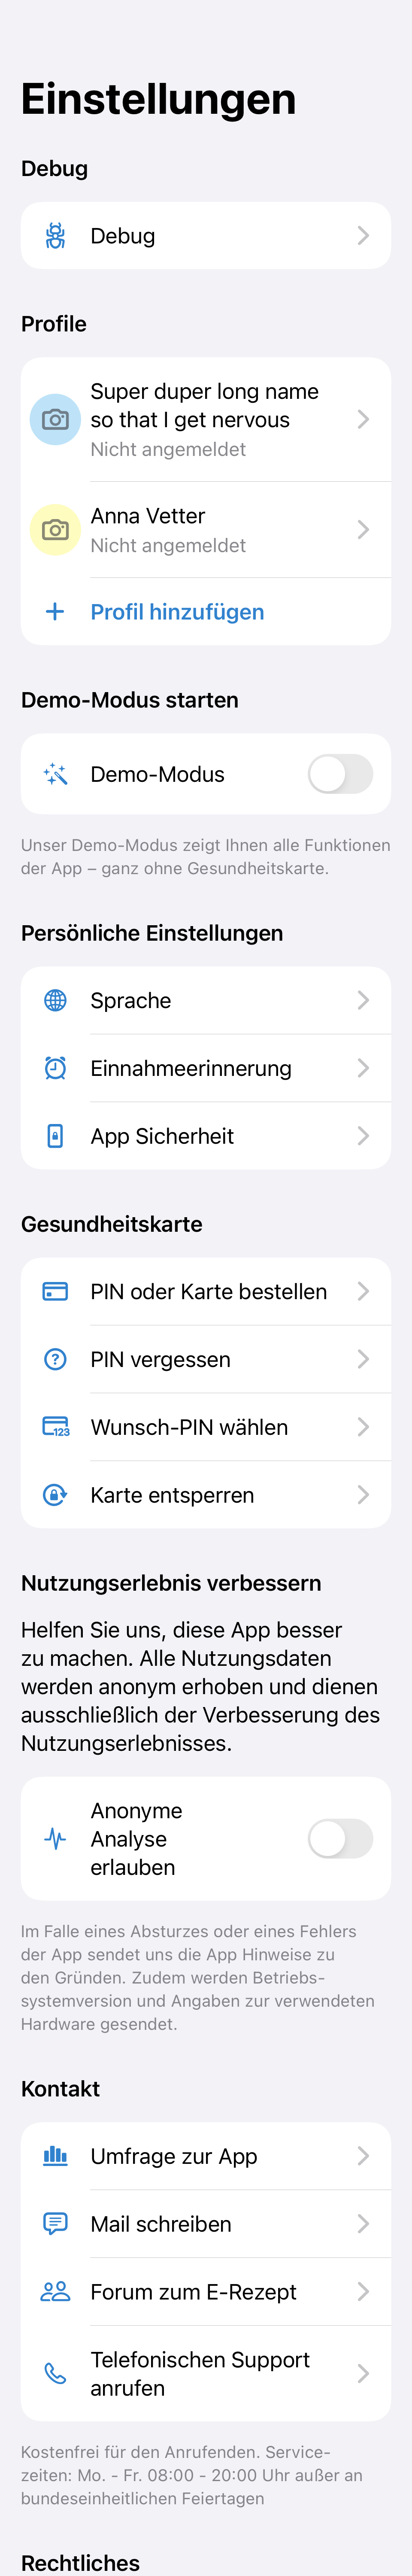 Einstellungen
Debug
Debug
Profile
Super duper long name
so that I get nervous
Nicht angemeldet
Anna Vetter
Nicht angemeldet
Profil hinzufügen
Demo-Modus starten
Demo-Modus
Unser Demo-Modus zeigt Ihnen alle Funktionen
der App – ganz ohne Gesundheitskarte.
Persönliche Einstellungen
Sprache
Einnahmeerinnerung
App Sicherheit
Gesundheitskarte
PIN oder Karte bestellen
PIN vergessen
123
Wunsch-PIN wählen
Karte entsperren
Nutzungserlebnis verbessern
Helfen Sie uns, diese App besser
zu machen. Alle Nutzungsdaten
werden anonym erhoben und dienen
ausschließlich der Verbesserung des
Nutzungserlebnisses.
Anonyme
Analyse
erlauben
Im Falle eines Absturzes oder eines Fehlers
der App sendet uns die App Hinweise zu
den Gründen. Zudem werden Betriebs-
systemversion und Angaben zur verwendeten
Hardware gesendet.
Kontakt
Umfrage zur App
Mail schreiben
Forum zum E-Rezept
Telefonischen Support
anrufen
Kostenfrei für den Anrufenden. Service-
zeiten: Mo. - Fr. 08:00 - 20:00 Uhr außer an
bundeseinheitlichen Feiertagen
Rechtliches